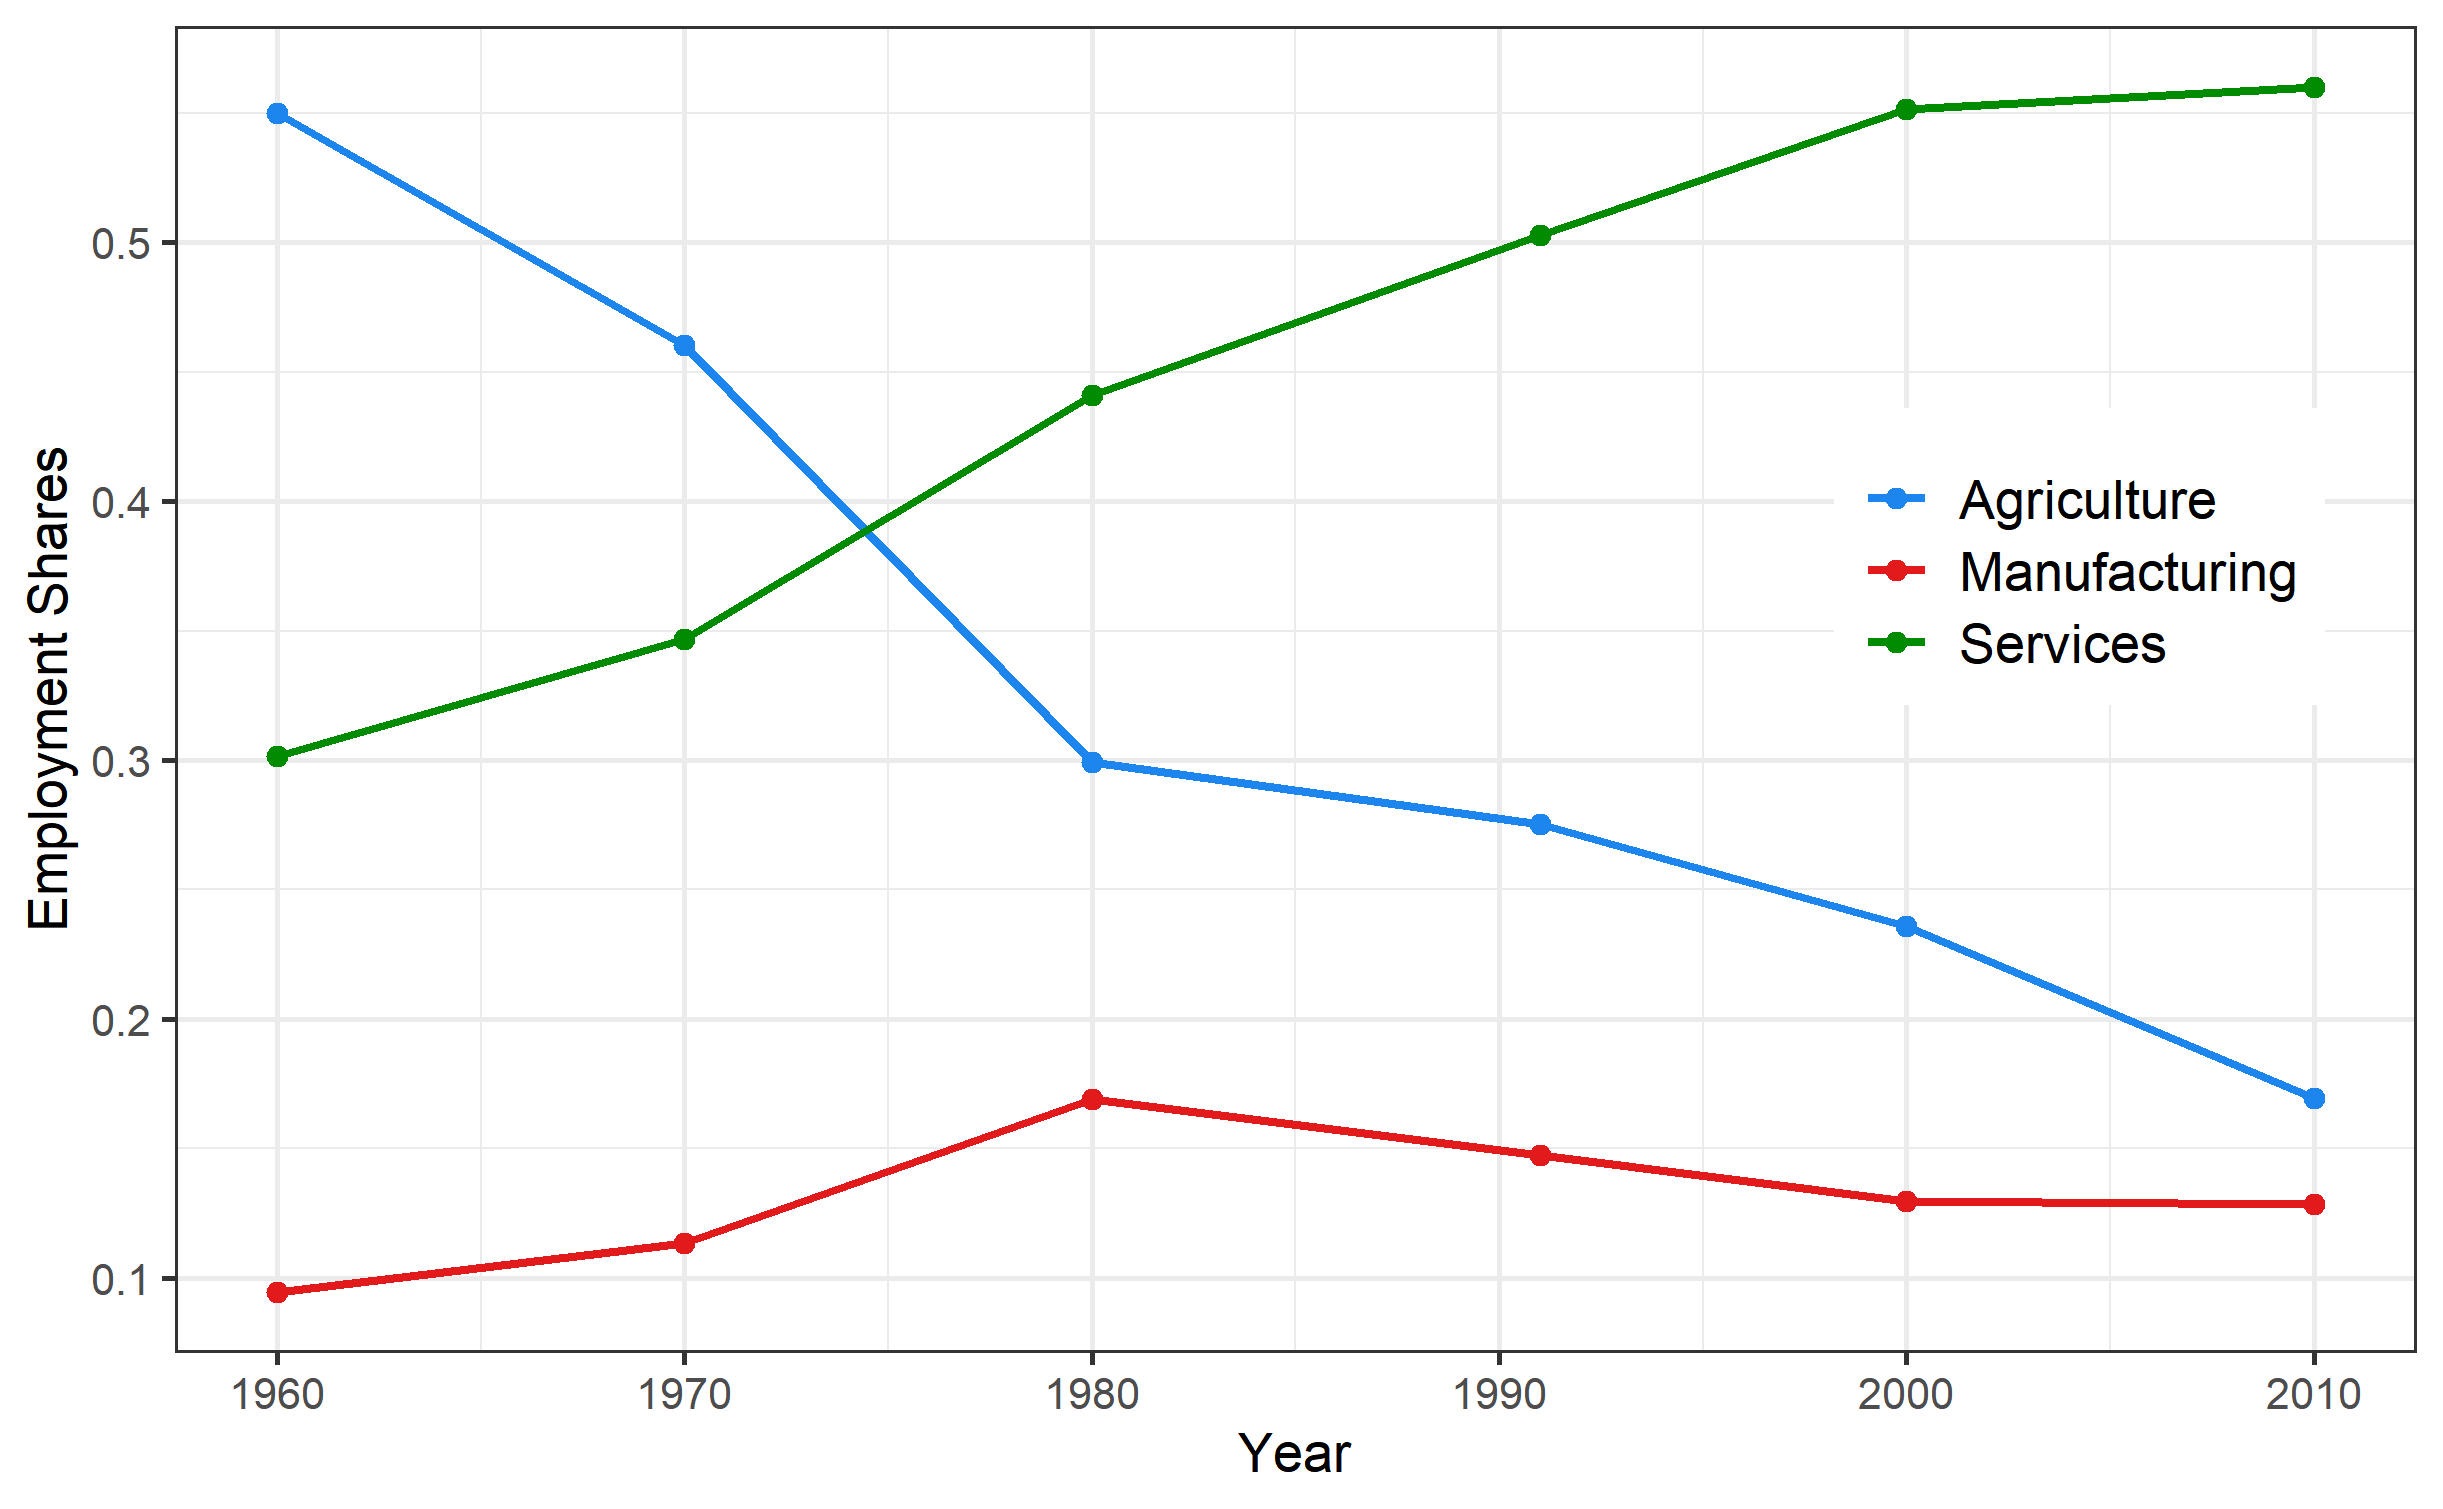 Employment Shares
0.5
0.4
0.3
0.2
0.1
Agriculture
Manufacturing
Services
1960 1970 1980 1990 2000 2010
Year